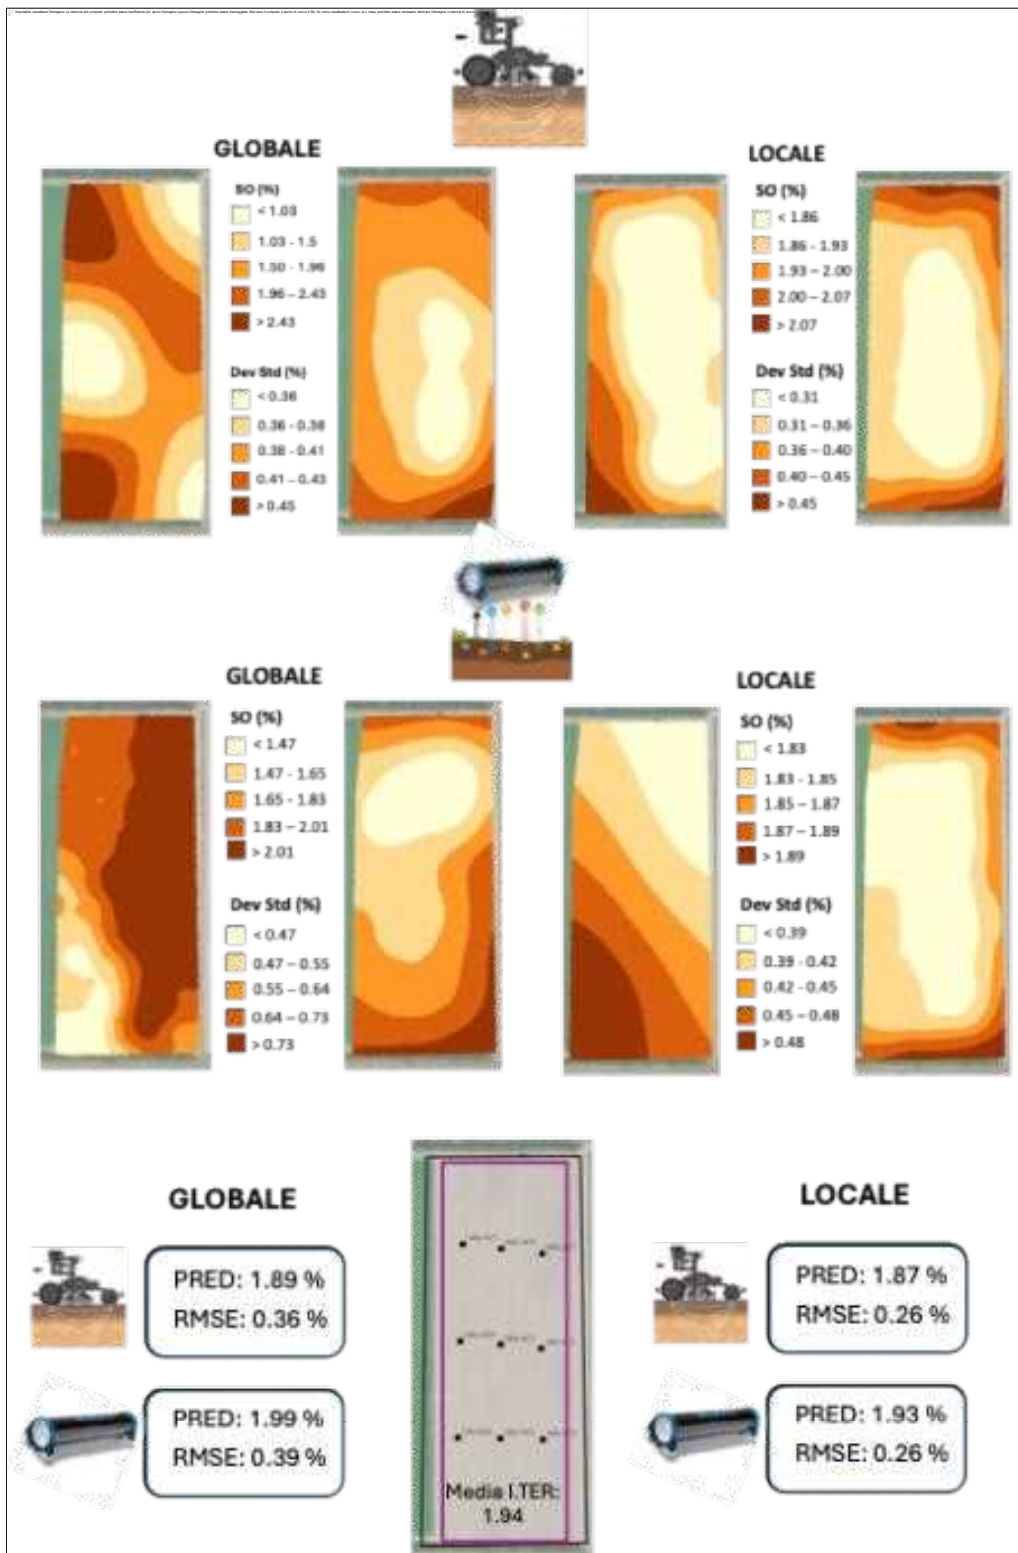 GLOBALE
SO (%)
< 1.03
1.03 - 1.5
1.50 - 1.96
1.96 – 2.43
> 2.43
Dev Std (%)
< 0.36
0.36 - 0.38
0.38 - 0.41
0.41 – 0.43
> 0.45
LOCALE
SO (%)
< 1.86
1.86 - 1.93
1.93 – 2.00
2.00 – 2.07
> 2.07
Dev Std (%)
< 0.31
0.31 – 0.36
0.36 – 0.40
0.40 – 0.45
> 0.45
GLOBALE
SO (%)
< 1.47
1.47 - 1.65
1.65 - 1.83
1.83 – 2.01
> 2.01
Dev Std (%)
< 0.47
0.47 – 0.55
0.55 – 0.64
0.64 – 0.73
> 0.73
LOCALE
SO (%)
< 1.83
1.83 - 1.85
1.85 – 1.87
1.87 – 1.89
> 1.89
Dev Std (%)
< 0.39
0.39 - 0.42
0.42 - 0.45
0.45 – 0.48
> 0.48
GLOBALE
PRED: 1.89 %
RMSE: 0.36 %
PRED: 1.99 %
RMSE: 0.39 %
Media I.TER:
1.94
LOCALE
PRED: 1.87 %
RMSE: 0.26 %
PRED: 1.93 %
RMSE: 0.26 %